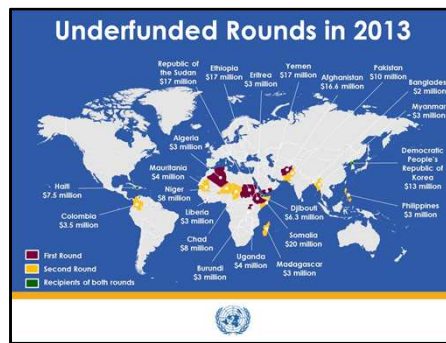 Underfunded Rounds in 2013
Republic of
the Sudan
$17 million
Ethiopia
$17 million
Eritrea
$3 million
Yemen
$17 million
Afghanistan
$16.6 million
Pakistan
$10 million
Banglades
$2 million
Myanmar
$3 million
Democratic
People's
Republic of
Korea
$13 million
Philippines
$3 million
Algeria
$3 million
Mauritania
$4 million
Niger
$8 million
Haiti
$7.5 million
Colombia
$3.5 million
Liberia
$3 million
Chad
$8 million
Burundi
$3 million
Uganda
$4 million
Djibouti
$6.3 million
Somalia
$20 million
Madagascar
$3 million
First Round
Second Round
Recipients of both rounds